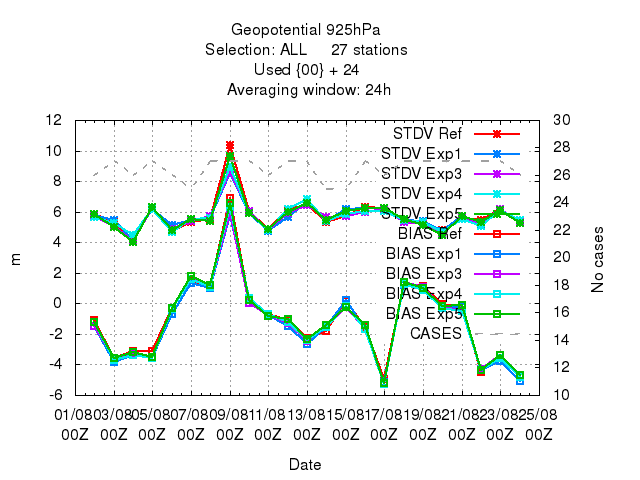 Geopotential 925hPa
Selection: ALL 27 stations
Used {00} + 24
Averaging window: 24h
12 30
10 28
8 26
6 24
4 22
2 20
0 18
-2 16
-4 14
-6 12
10
m
No cases
STDV Ref
STDV Exp1
STDV Exp3
STDV Exp4
STDV Exp5
BIAS Ref
BIAS Exp1
BIAS Exp3
BIAS Exp4
BIAS Exp5
CASES
01/08 03/08 05/08 07/08 09/08 11/08 13/08 15/08 17/08 19/08 21/08 23/08 25/08
00Z 00Z 00Z 00Z 00Z 00Z 00Z 00Z 00Z 00Z 00Z 00Z 00Z
Date